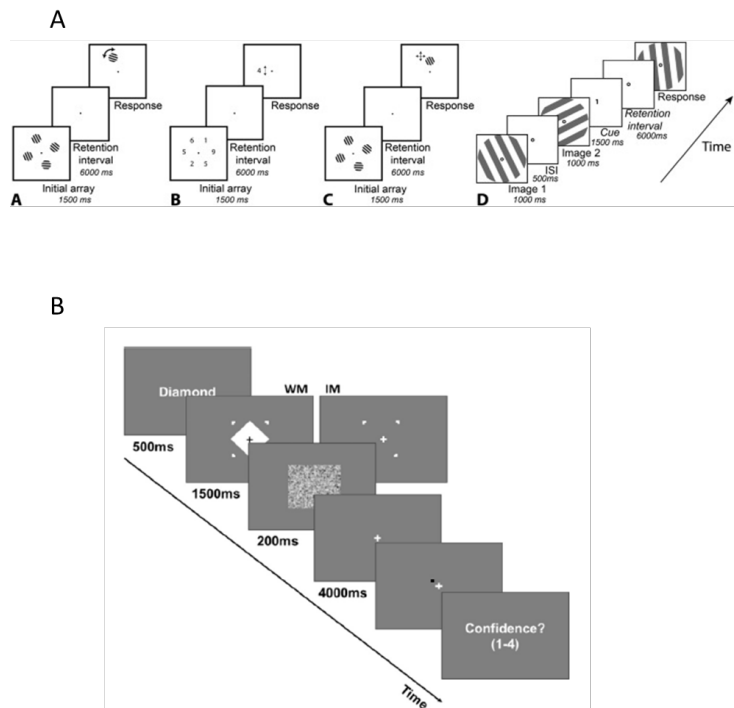 A
Response
Retention
interval
6000 ms
Initial array
1500 ms
A
4
Response
Retention
interval
6000 ms
6 1
5 9
2 5
Initial array
1500 ms
B
Response
Retention
interval
6000 ms
Initial array
1500 ms
C
Response
Retention
interval
6000ms
1
Cue
1500 ms
Image 2
1000 ms
ISI
500ms
Image 1
1000 ms
D
Time
B
Diamond
WM IM
500ms
1500ms
200ms
4000ms
Confidence?
(1-4)
Time